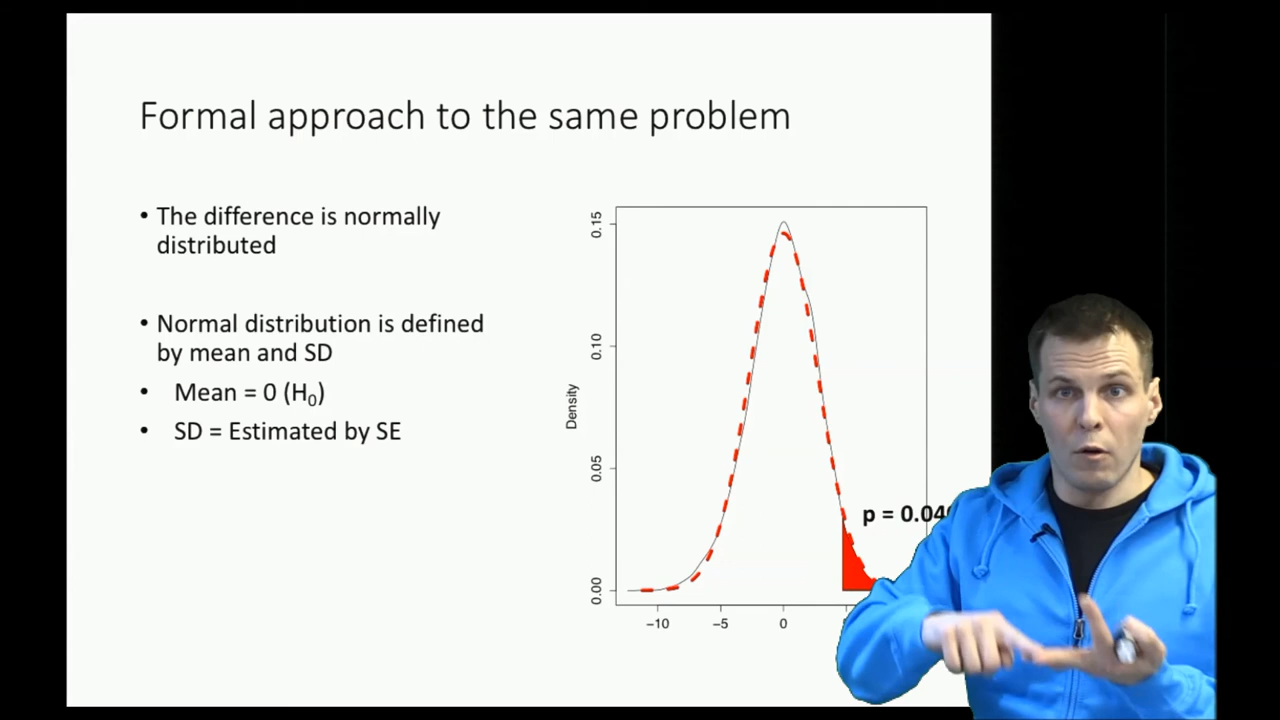 Formal approach to the same problem
• The difference is normally
distributed
• Normal distribution is defined
by mean and SD
• Mean = 0 (H₀)
• SD = Estimated by SE
Density
0.15
0.10
0.05
0.00
−10
−5
0
p =